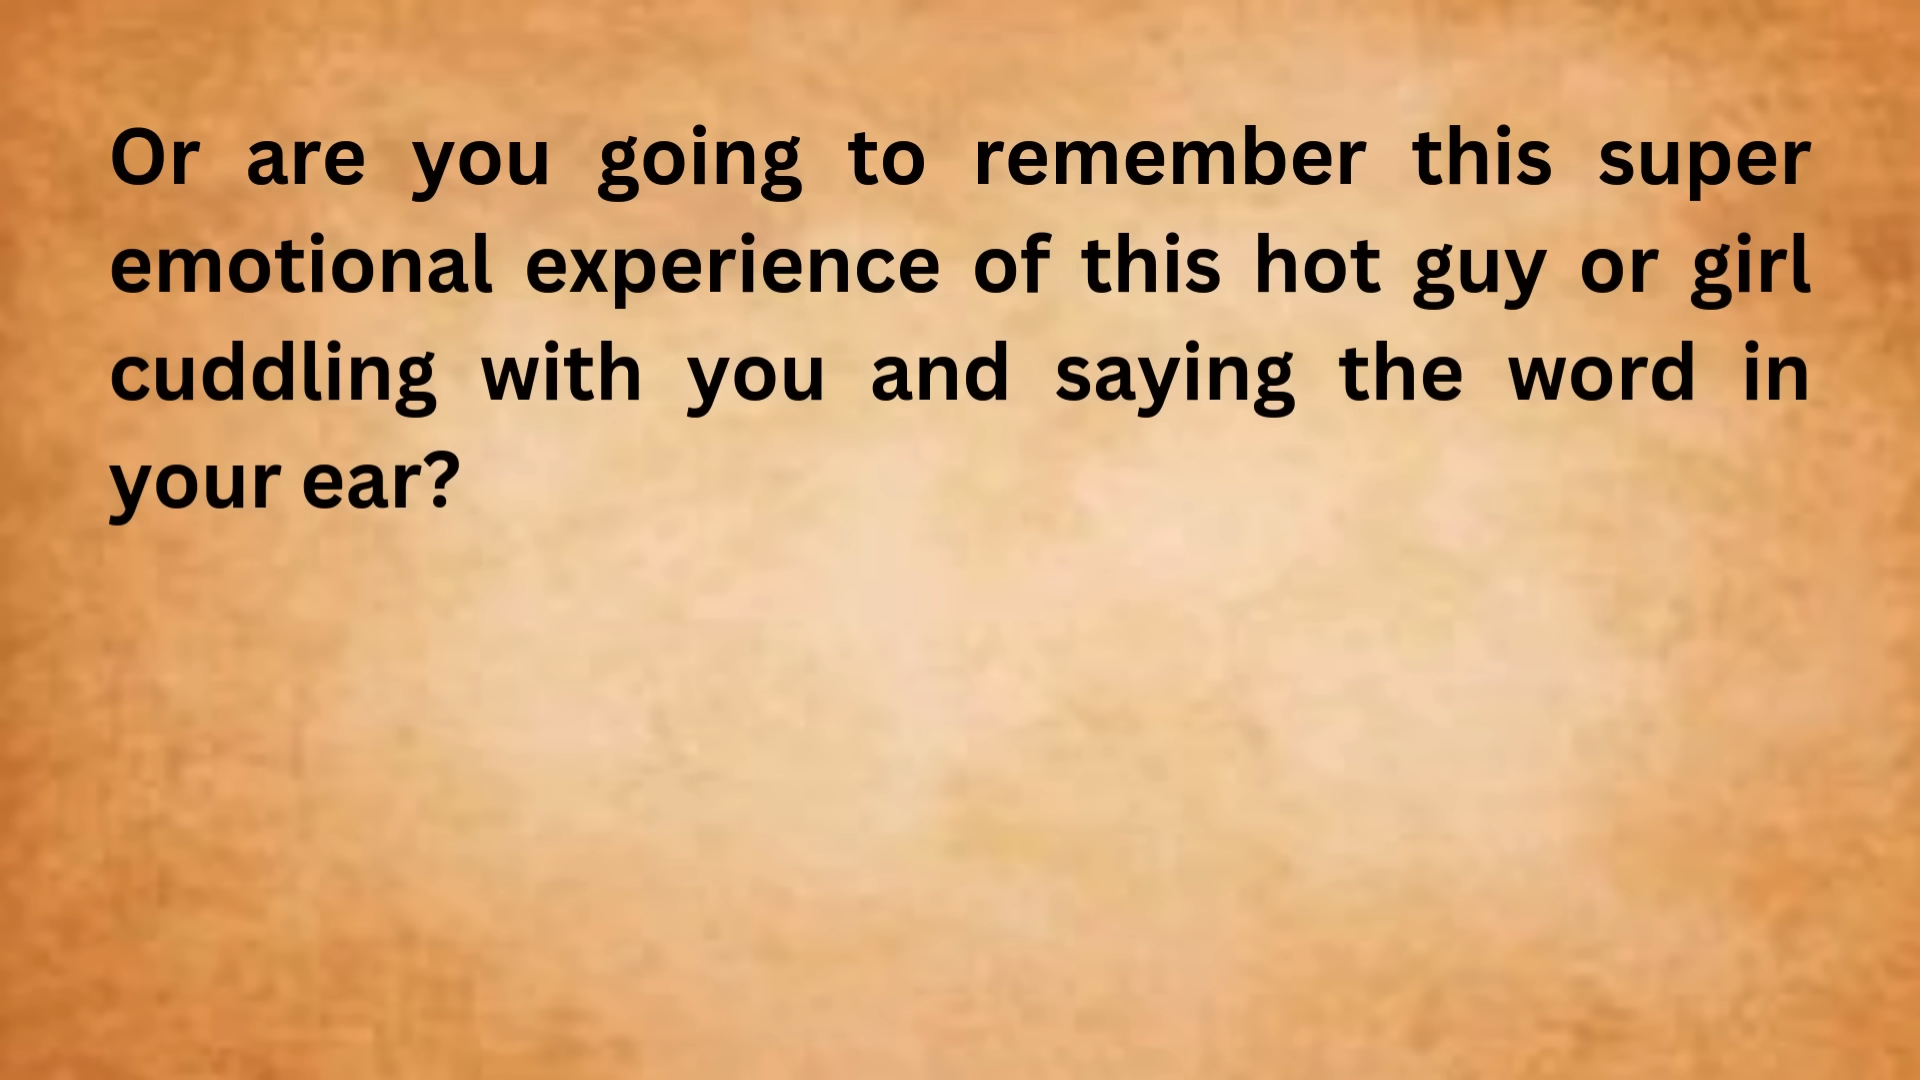 Or are you going to remember this super
emotional experience of this hot guy or girl
cuddling with you and saying the word in
your ear?